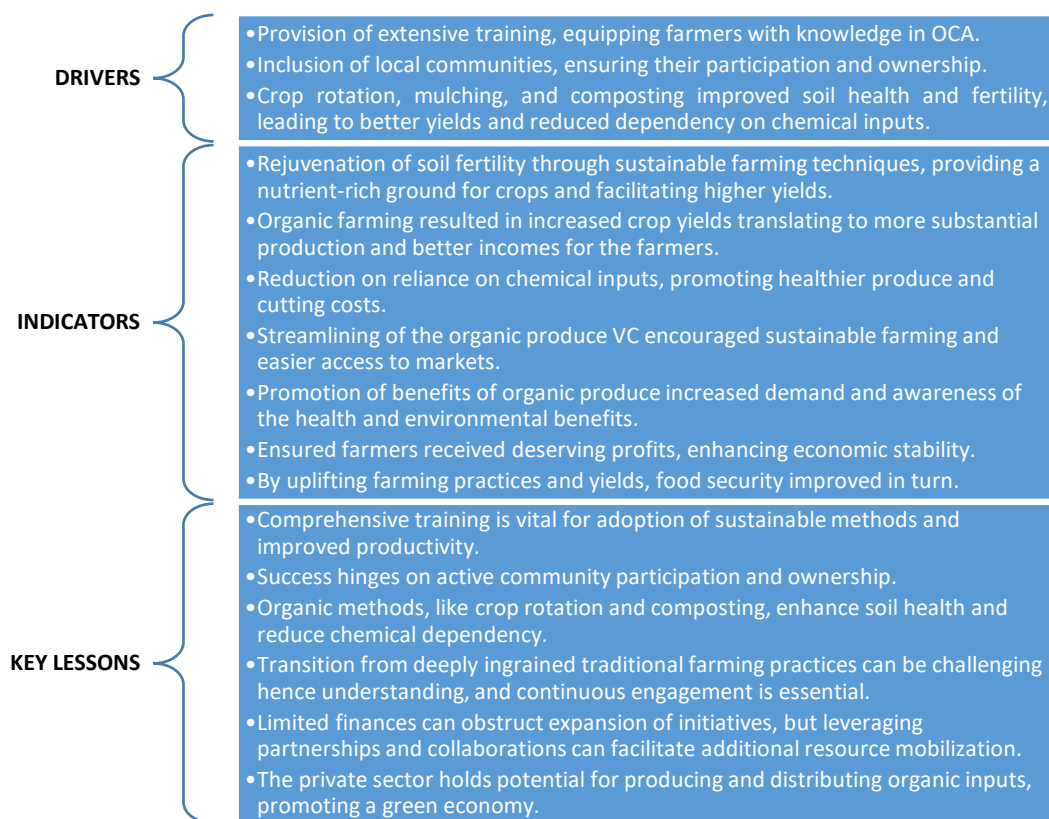 DRIVERS
•Provision of extensive training, equipping farmers with knowledge in OCA.
•Inclusion of local communities, ensuring their participation and ownership.
•Crop rotation, mulching, and composting improved soil health and fertility,
leading to better yields and reduced dependency on chemical inputs.
INDICATORS
•Rejuvenation of soil fertility through sustainable farming techniques, providing a
nutrient-rich ground for crops and facilitating higher yields.
•Organic farming resulted in increased crop yields translating to more substantial
production and better incomes for the farmers.
•Reduction on reliance on chemical inputs, promoting healthier produce and
cutting costs.
•Streamlining of the organic produce VC encouraged sustainable farming and
easier access to markets.
•Promotion of benefits of organic produce increased demand and awareness of
the health and environmental benefits.
•Ensured farmers received deserving profits, enhancing economic stability.
•By uplifting farming practices and yields, food security improved in turn.
KEY LESSONS
•Comprehensive training is vital for adoption of sustainable methods and
improved productivity.
•Success hinges on active community participation and ownership.
•Organic methods, like crop rotation and composting, enhance soil health and
reduce chemical dependency.
•Transition from deeply ingrained traditional farming practices can be challenging
hence understanding, and continuous engagement is essential.
•Limited finances can obstruct expansion of initiatives, but leveraging
partnerships and collaborations can facilitate additional resource mobilization.
•The private sector holds potential for producing and distributing organic inputs,
promoting a green economy.